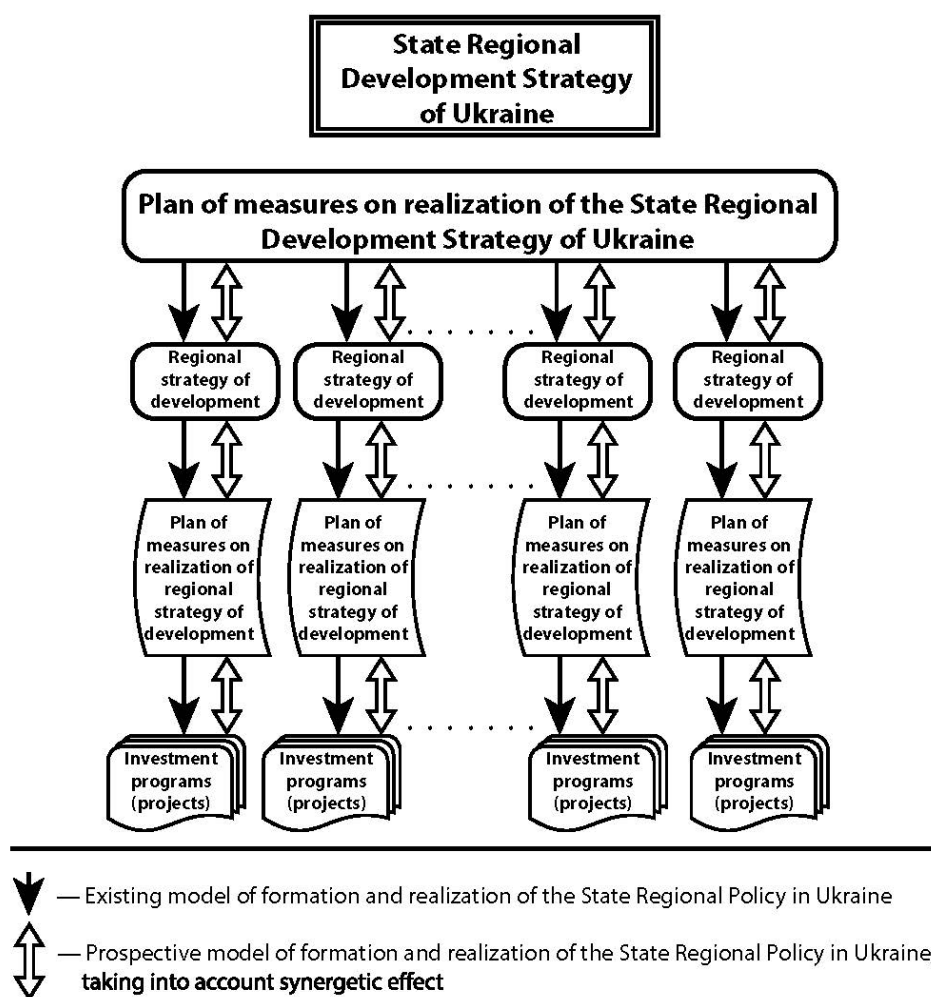 State Regional
Development Strategy
of Ukraine
Plan of measures on realization of the State Regional
Development Strategy of Ukraine
Regional
strategy of
development
Regional
strategy of
development
Regional
strategy of
development
Regional
strategy of
development
Plan of
measures on
realization of
regional
strategy of
development
Plan of
measures on
realization of
regional
strategy of
development
Plan of
measures on
realization of
regional
strategy of
development
Plan of
measures on
realization of
regional
strategy of
development
Investment
programs
(projects)
Investment
programs
(projects)
Investment
programs
(projects)
Investment
programs
(projects)
— Existing model of formation and realization of the State Regional Policy in Ukraine
— Prospective model of formation and realization of the State Regional Policy in Ukraine
taking into account synergetic effect